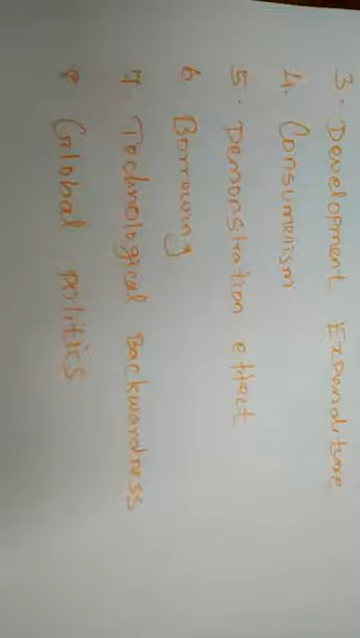 3. Development Expenditure
4. Consumerism
5. Demonstration effect
6 Borrowing
7. Technological Backwardness
Global politics